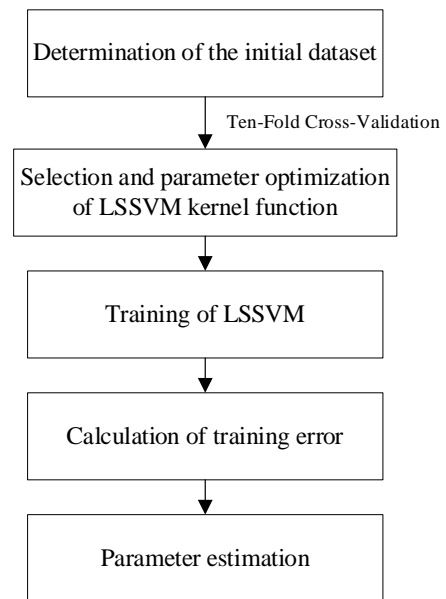 Determination of the initial dataset
Ten-Fold Cross-Validation
Selection and parameter optimization
of LSSVM kernel function
Training of LSSVM
Calculation of training error
Parameter estimation